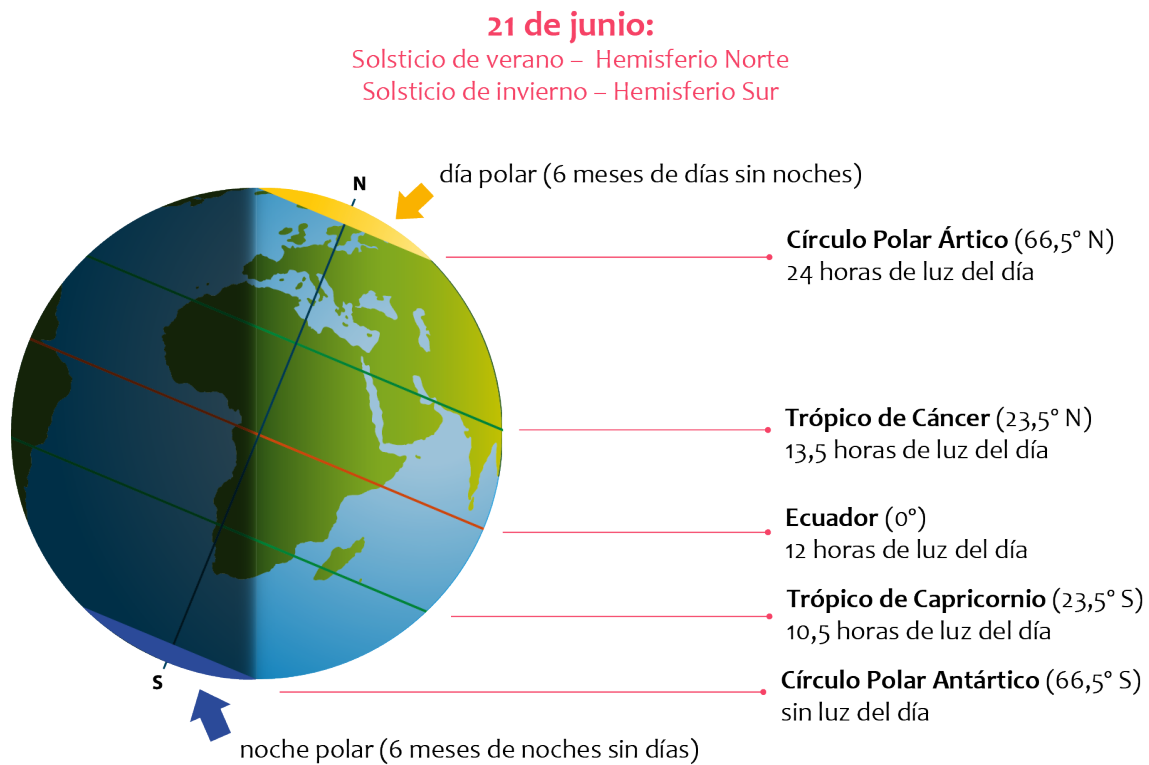 21 de junio:
Solsticio de verano – Hemisferio Norte
Solsticio de invierno – Hemisferio Sur
N
día polar (6 meses de días sin noches)
Círculo Polar Ártico (66,5° N)
24 horas de luz del día
Trópico de Cáncer (23,5° N)
13,5 horas de luz del día
Ecuador (0°)
12 horas de luz del día
Trópico de Capricornio (23,5° S)
10,5 horas de luz del día
Círculo Polar Antártico (66,5° S)
sin luz del día
S
noche polar (6 meses de noches sin días)